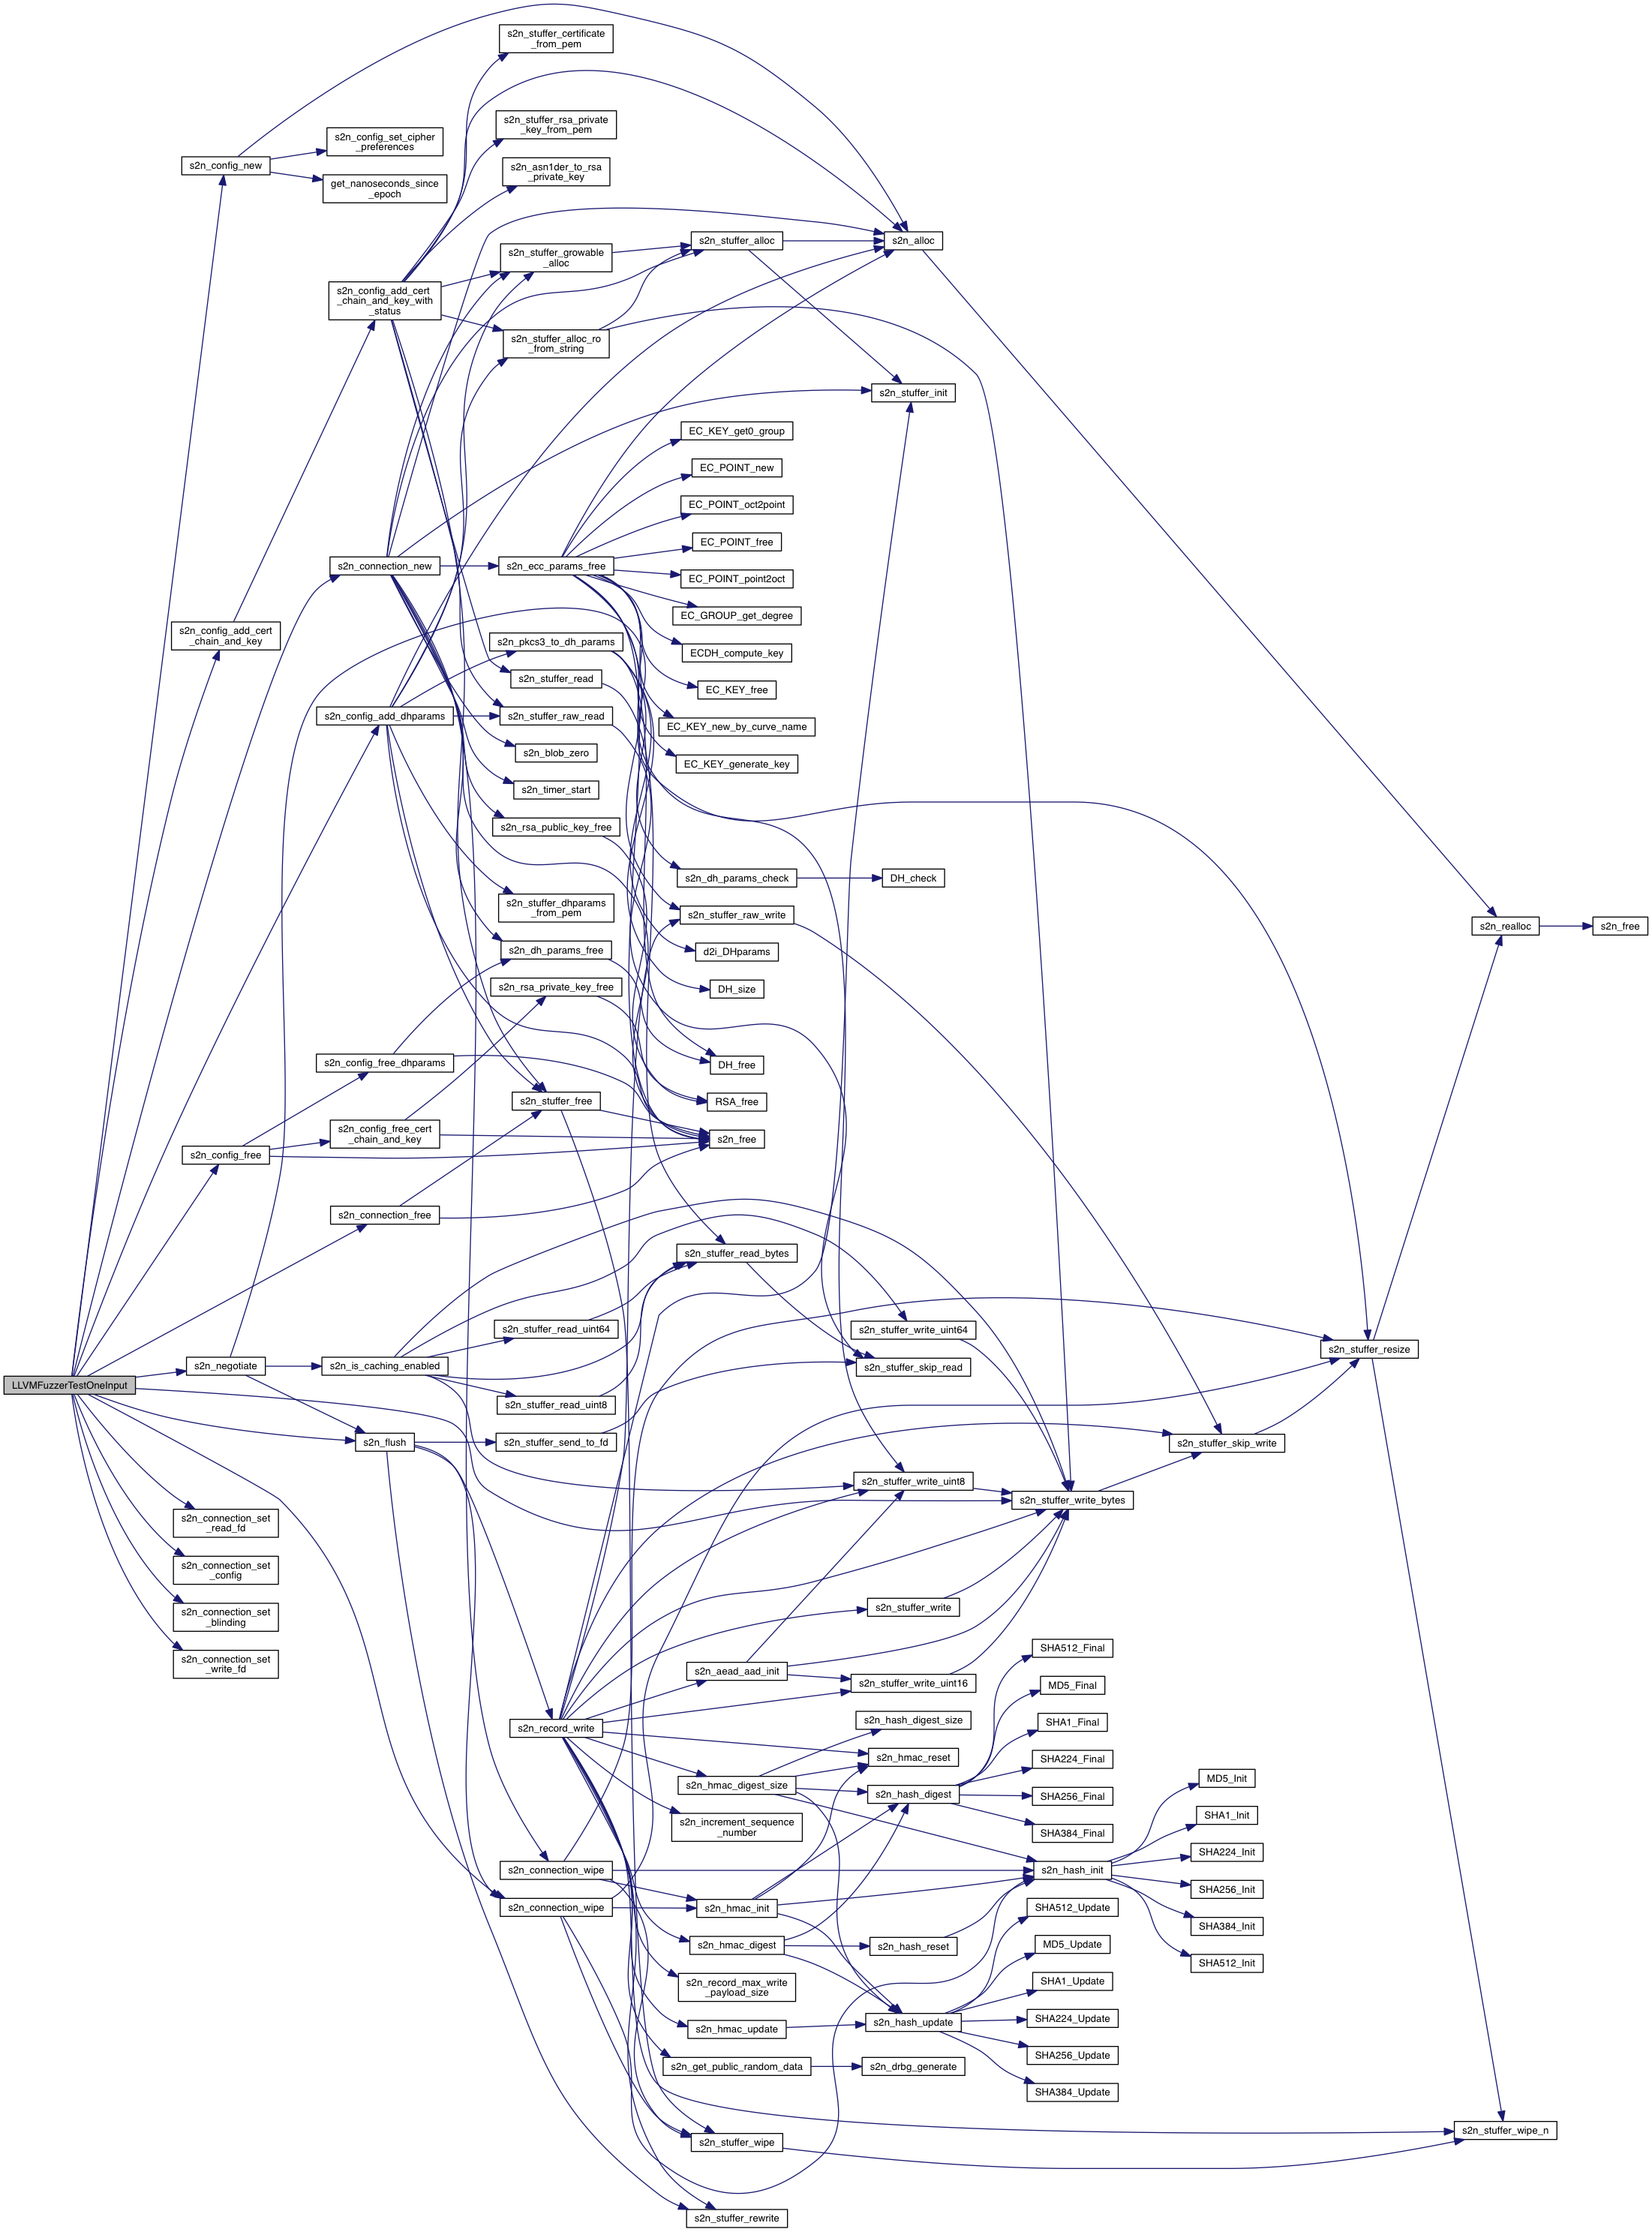 s2n_stuffer_certificate
_from_pem
s2n_stuffer_rsa_private
_key_from_pem
s2n_config_set_cipher
_preferences
s2n_config_new
s2n_asn1der_to_rsa
_private_key
get_nanoseconds_since
_epoch
s2n_stuffer_alloc
s2n_alloc
s2n_stuffer_growable
_alloc
s2n_config_add_cert
_chain_and_key_with
_status
s2n_stuffer_alloc_ro
_from_string
s2n_stuffer_init
EC_KEY_get0_group
EC_POINT_new
EC_POINT_oct2point
EC_POINT_free
s2n_connection_new
s2n_ecc_params_free
EC_POINT_point2oct
EC_GROUP_get_degree
s2n_config_add_cert
_chain_and_key
s2n_pkcs3_to_dh_params
ECDH_compute_key
s2n_stuffer_read
EC_KEY_free
s2n_config_add_dhparams
s2n_stuffer_raw_read
EC_KEY_new_by_curve_name
s2n_blob_zero
EC_KEY_generate_key
s2n_timer_start
s2n_rsa_public_key_free
s2n_dh_params_check
DH_check
s2n_stuffer_dhparams
_from_pem
s2n_stuffer_raw_write
s2n_realloc
s2n_free
s2n_dh_params_free
d2i_DHparams
s2n_rsa_private_key_free
DH_size
s2n_config_free_dhparams
DH_free
s2n_stuffer_free
RSA_free
s2n_config_free_cert
_chain_and_key
s2n_free
s2n_config_free
s2n_connection_free
s2n_stuffer_read_bytes
s2n_stuffer_read_uint64
s2n_stuffer_write_uint64
s2n_stuffer_resize
s2n_negotiate
s2n_is_caching_enabled
s2n_stuffer_skip_read
LLVMFuzzerTestOneInput
s2n_stuffer_read_uint8
s2n_flush
s2n_stuffer_send_to_fd
s2n_stuffer_skip_write
s2n_stuffer_write_uint8
s2n_stuffer_write_bytes
s2n_connection_set
_read_fd
s2n_connection_set
_config
s2n_connection_set
_blinding
s2n_stuffer_write
s2n_connection_set
_write_fd
SHA512_Final
s2n_aead_aad_init
s2n_stuffer_write_uint16
MD5_Final
s2n_record_write
s2n_hash_digest_size
SHA1_Final
s2n_hmac_reset
SHA224_Final
s2n_hmac_digest_size
s2n_hash_digest
SHA256_Final
MD5_Init
s2n_increment_sequence
_number
SHA384_Final
SHA1_Init
SHA224_Init
s2n_connection_wipe
s2n_hash_init
SHA256_Init
s2n_connection_wipe
s2n_hmac_init
SHA512_Update
SHA384_Init
s2n_hmac_digest
s2n_hash_reset
MD5_Update
SHA512_Init
s2n_record_max_write
_payload_size
SHA1_Update
s2n_hmac_update
s2n_hash_update
SHA224_Update
s2n_get_public_random_data
s2n_drbg_generate
SHA256_Update
SHA384_Update
s2n_stuffer_wipe
s2n_stuffer_wipe_n
s2n_stuffer_rewrite